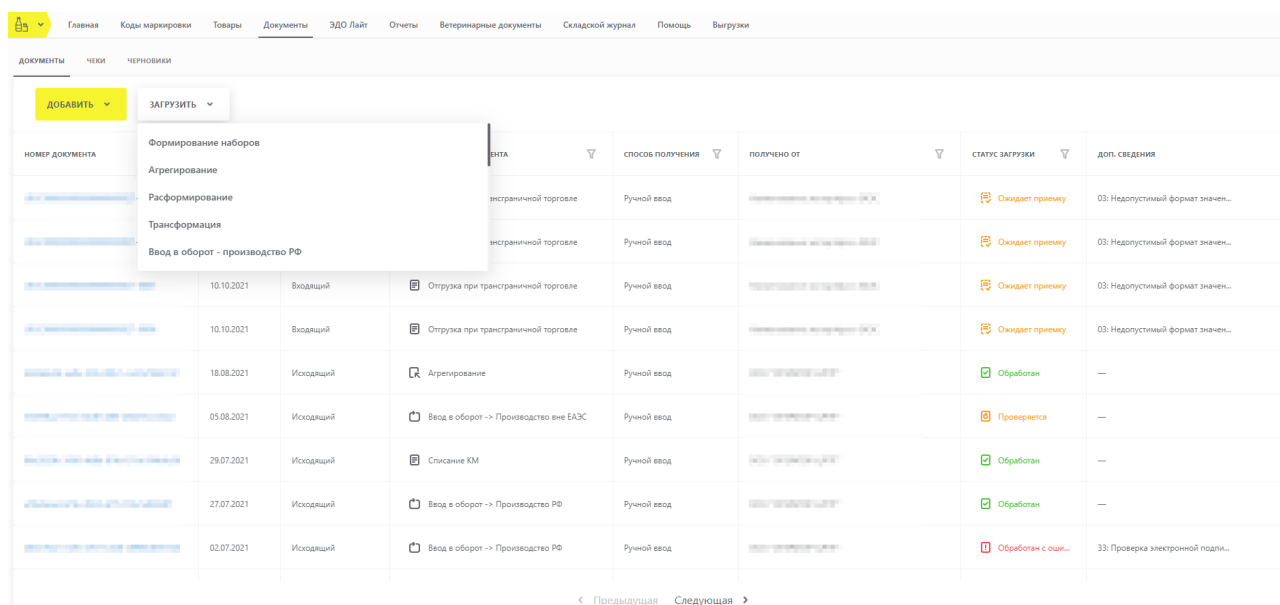 Главная Коды маркировки Товары Документы ЭДО Лайт Отчеты Ветеринарные документы Складской журнал Помощь Выгрузки
ДОКУМЕНТЫ ЧЕКИ ЧЕРНОВИКИ
ДОБАВИТЬ ЗАГРУЗИТЬ
Формирование наборов
Агрегирование
Расформирование
Трансформация
Ввод в оборот - производство РФ
НОМЕР ДОКУМЕНТА СПОСОБ ПОЛУЧЕНИЯ ПОЛУЧЕНО ОТ СТАТУС ЗАГРУЗКИ ДОП. СВЕДЕНИЯ
торговле Ручной ввод Ожидает приемку 03: Недопустимый формат значен...
торговле Ручной ввод Ожидает приемку 03: Недопустимый формат значен...
10.10.2021 Входящий Отгрузка при трансграничной торговле Ручной ввод Ожидает приемку 03: Недопустимый формат значен...
10.10.2021 Входящий Отгрузка при трансграничной торговле Ручной ввод Ожидает приемку 03: Недопустимый формат значен...
18.08.2021 Исходящий Агрегирование Ручной ввод Обработан —
05.08.2021 Исходящий Ввод в оборот -> Производство вне ЕАЭС Ручной ввод Проверяется —
29.07.2021 Исходящий Списание КМ Ручной ввод Обработан —
27.07.2021 Исходящий Ввод в оборот -> Производство РФ Ручной ввод Обработан —
02.07.2021 Исходящий Ввод в оборот -> Производство РФ Ручной ввод Обработан с оши... 33: Проверка электронной подпи...
< Предыдущая Следующая >